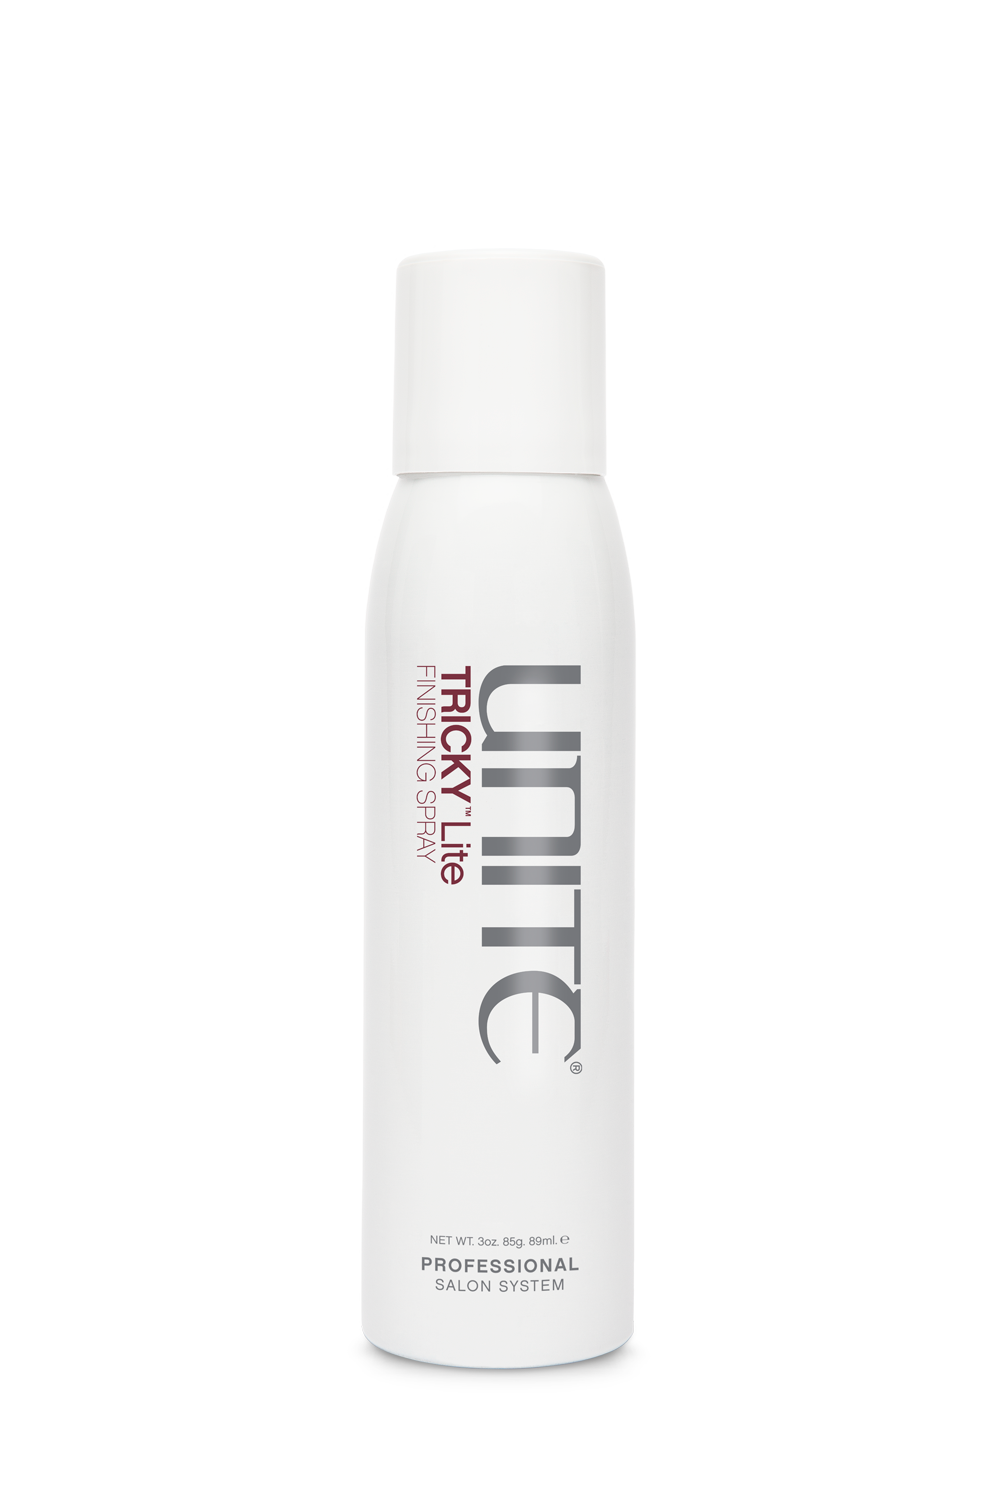 UNITE®
TRICKY™ Lite
FINISHING SPRAY
NET WT. 3oz. 85g. 89ml. ℮
PROFESSIONAL
SALON SYSTEM